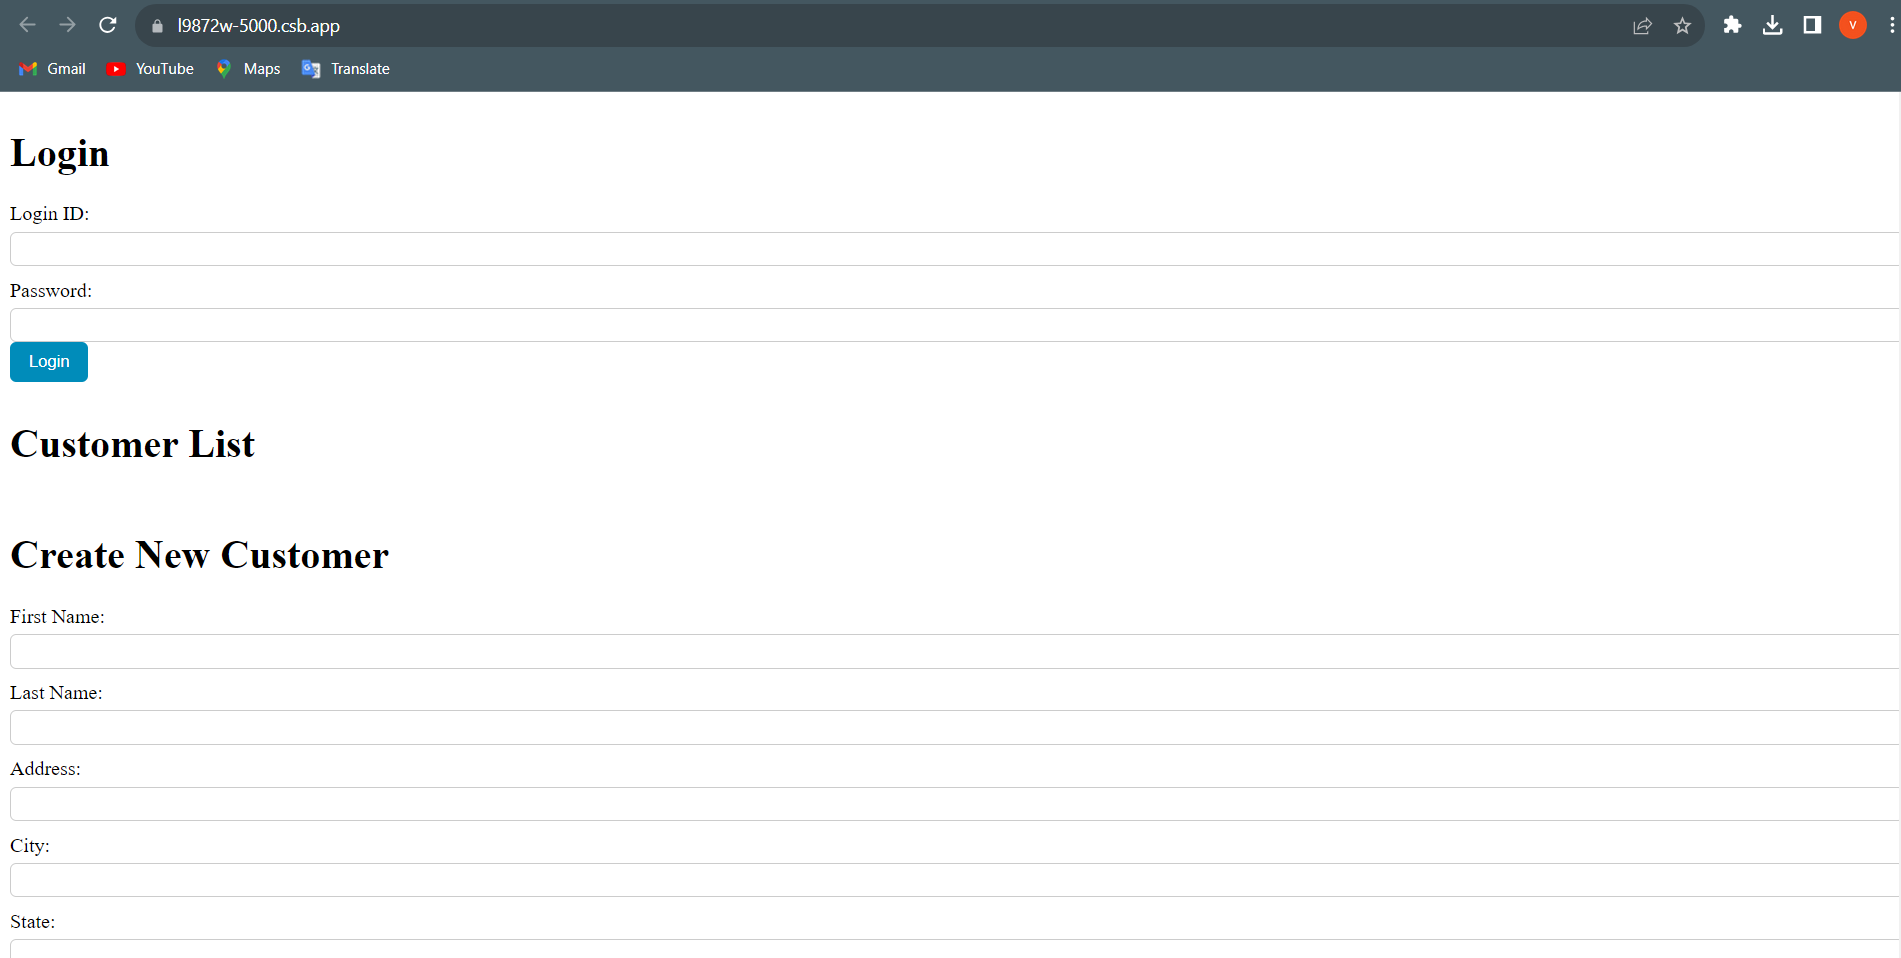 l9872w-5000.csb.app
V
Gmail YouTube Maps Translate
Login
Login ID:
Password:
Login
Customer List
Create New Customer
First Name:
Last Name:
Address:
City:
State: